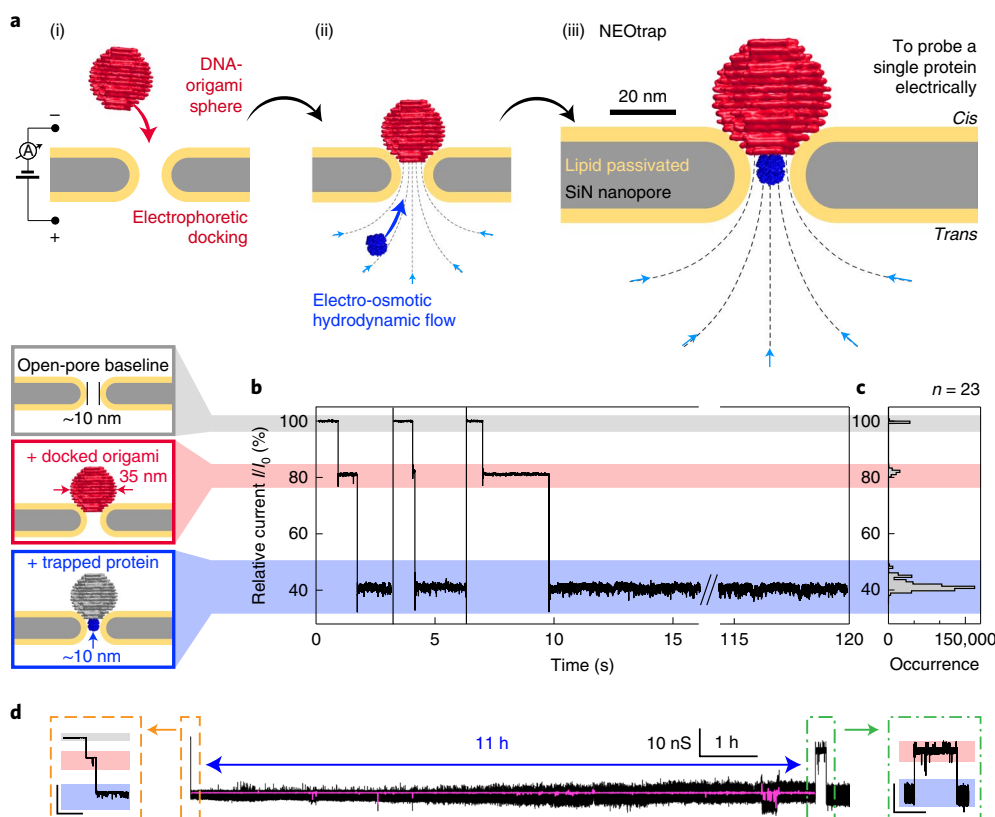 a
(i)
(ii)
(iii) NEOtrap
DNA-
origami
sphere
To probe a
single protein
electrically
20 nm
Cis
−
A
+
Lipid passivated
SiN nanopore
Electrophoretic
docking
Trans
Electro-osmotic
hydrodynamic flow
Open-pore baseline
~10 nm
+ docked origami
35 nm
+ trapped protein
~10 nm
b
Relative current I/I0 (%)
100
80
60
40
0
5
10
15
115
120
Time (s)
c
n = 23
100
80
60
40
0
150,000
Occurrence
d
11 h
10 nS
1 h